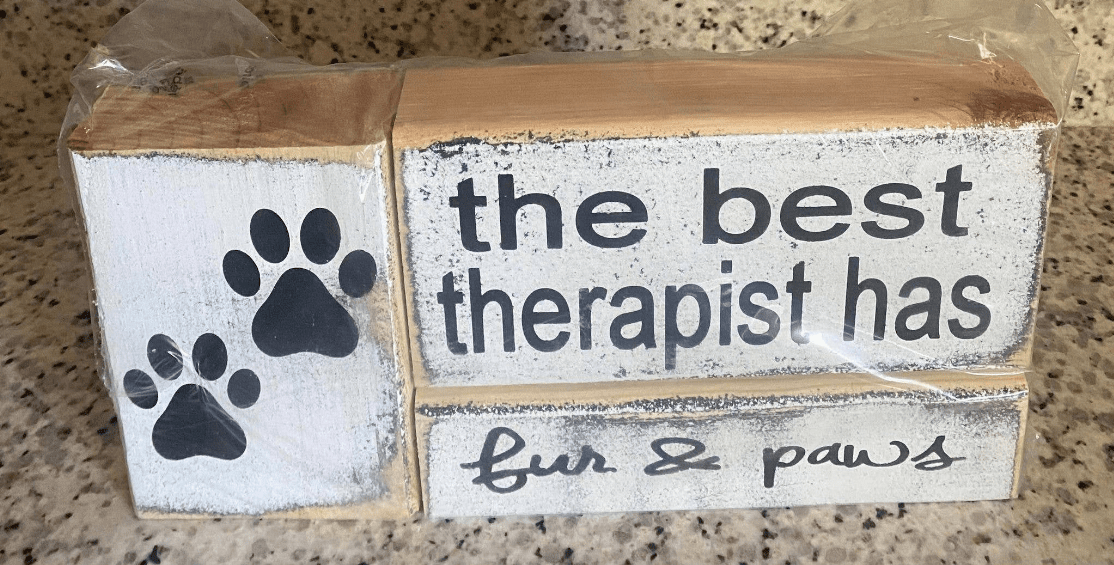 the best
therapist has
fur & paws